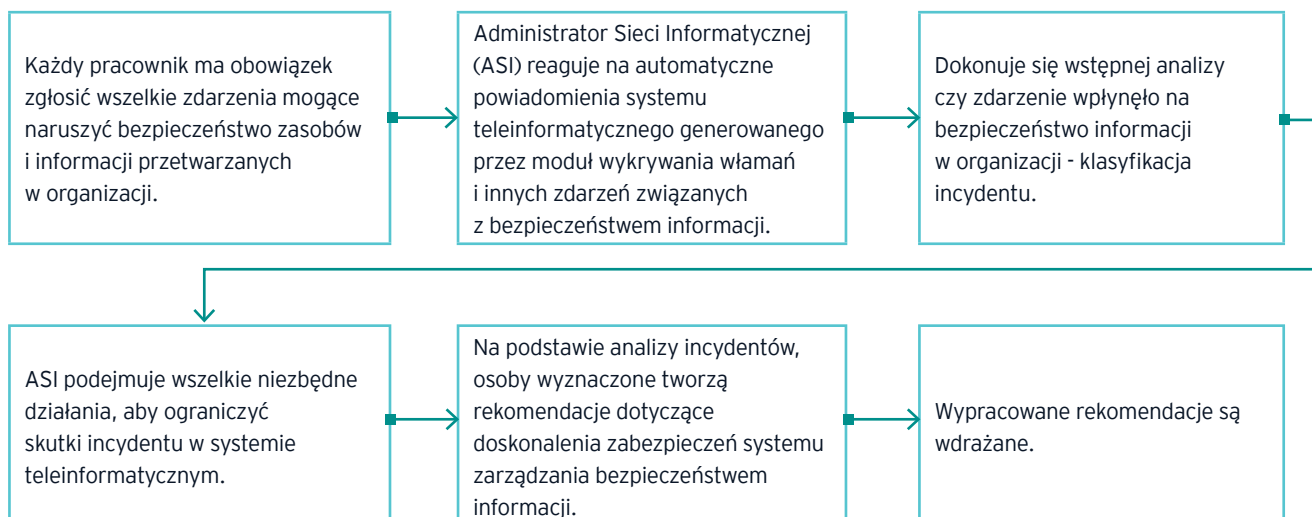 Każdy pracownik ma obowiązek
zgłosić wszelkie zdarzenia mogące
naruszyć bezpieczeństwo zasobów
i informacji przetwarzanych
w organizacji.
Administrator Sieci Informatycznej
(ASI) reaguje na automatyczne
powiadomienia systemu
teleinformatycznego generowanego
przez moduł wykrywania włamań
i innych zdarzeń związanych
z bezpieczeństwem informacji.
Dokonuje się wstępnej analizy
czy zdarzenie wpłynęło na
bezpieczeństwo informacji
w organizacji - klasyfikacja
incydentu.
ASI podejmuje wszelkie niezbędne
działania, aby ograniczyć
skutki incydentu w systemie
teleinformatycznym.
Na podstawie analizy incydentów,
osoby wyznaczone tworzą
rekomendacje dotyczące
doskonalenia zabezpieczeń systemu
zarządzania bezpieczeństwem
informacji.
Wypracowane rekomendacje są
wdrażane.